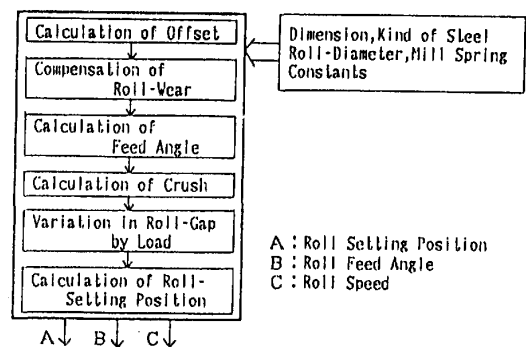 Calculation of Offset
Compensation of
Roll-Wear
Calculation of
Feed Angle
Calculation of Crush
Variation in Roll-Gap
by Load
Calculation of Roll-
Setting Position
A B C
Dimension,Kind of Steel
Roll-Diameter,Mill Spring
Constants
A : Roll Setting Position
B : Roll Feed Angle
C : Roll Speed